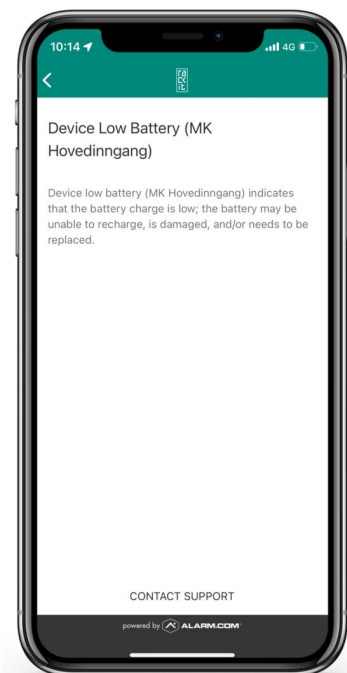 10:14
4G
Device Low Battery (MK
Hovedinngang)
Device low battery (MK Hovedinngang) indicates
that the battery charge is low; the battery may be
unable to recharge, is damaged, and/or needs to be
replaced.
CONTACT SUPPORT
powered by ALARM.COM